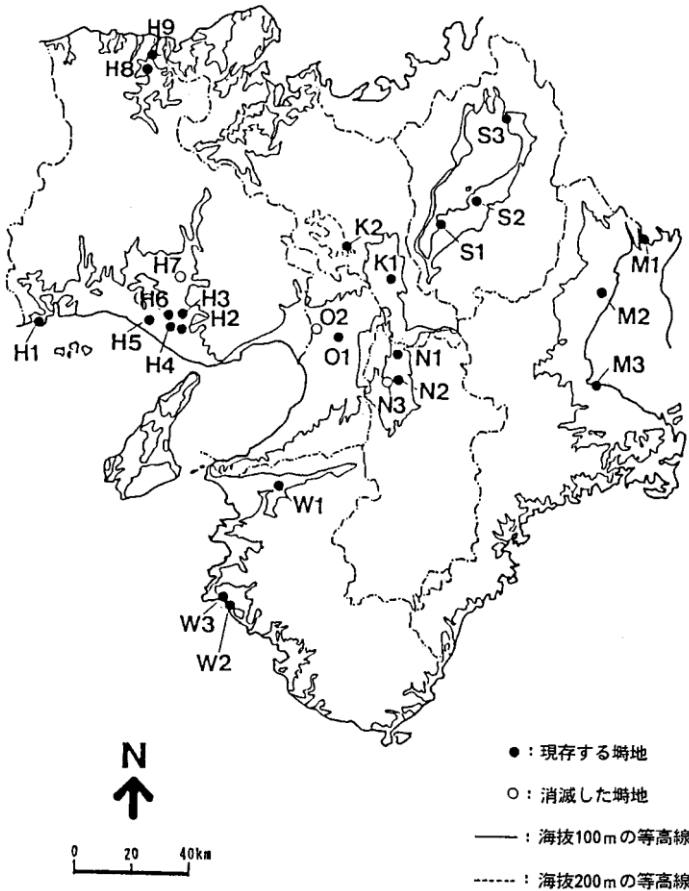 H9
H8
S3
K2
S2
S1
M1
K1
H7
M2
H6
H3
O2
H2
H5
H1
H4
O1
N1
M3
N2
N3
W1
W3
W2
N
0 20 40km
● : 現存する塒地
○ : 消滅した塒地
—— : 海抜100mの等高線
----- : 海抜200mの等高線